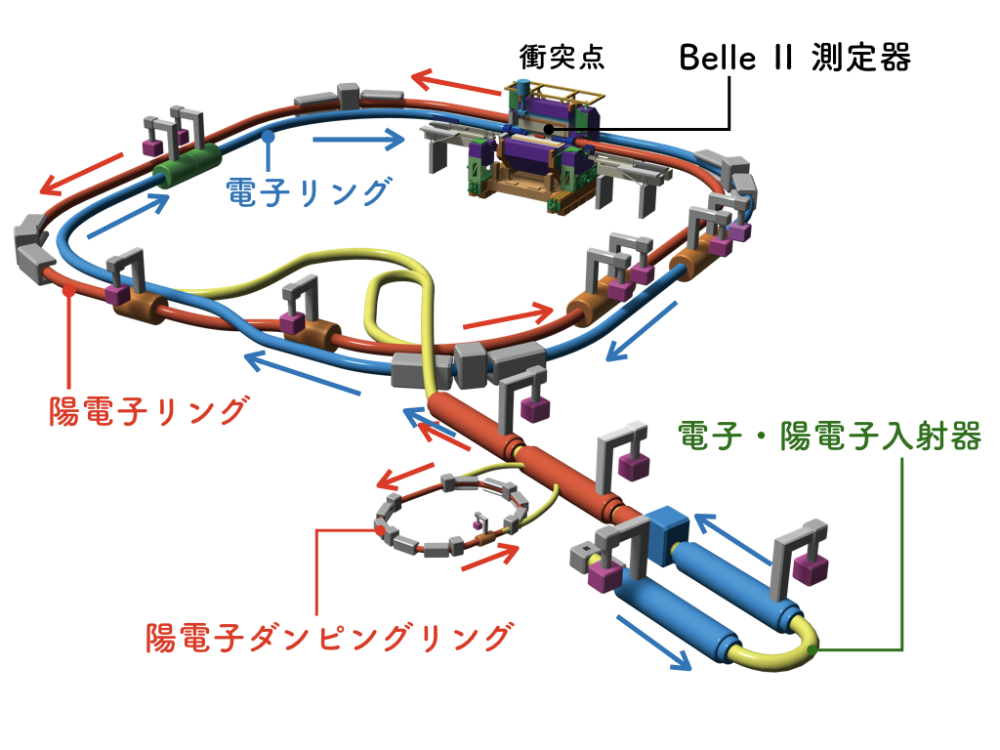 衝突点
Belle II 測定器
電子リング
陽電子リング
電子・陽電子入射器
陽電子ダンピングリング